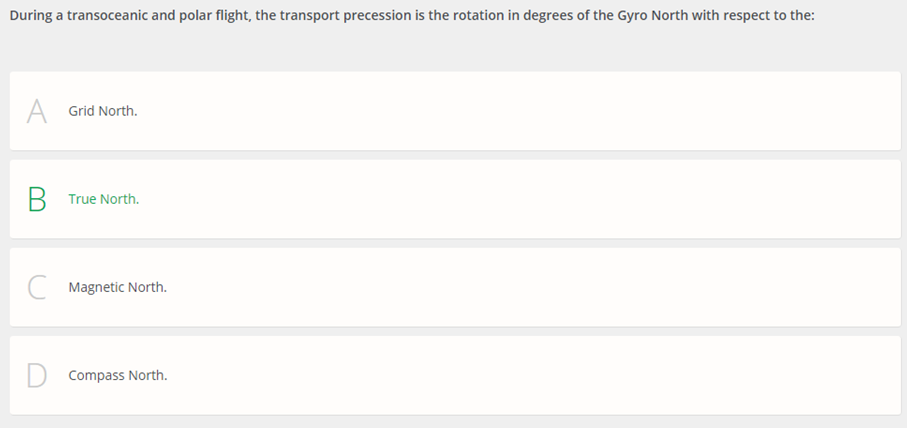 During a transoceanic and polar flight, the transport precession is the rotation in degrees of the Gyro North with respect to the:
A Grid North.
B True North.
C Magnetic North.
D Compass North.